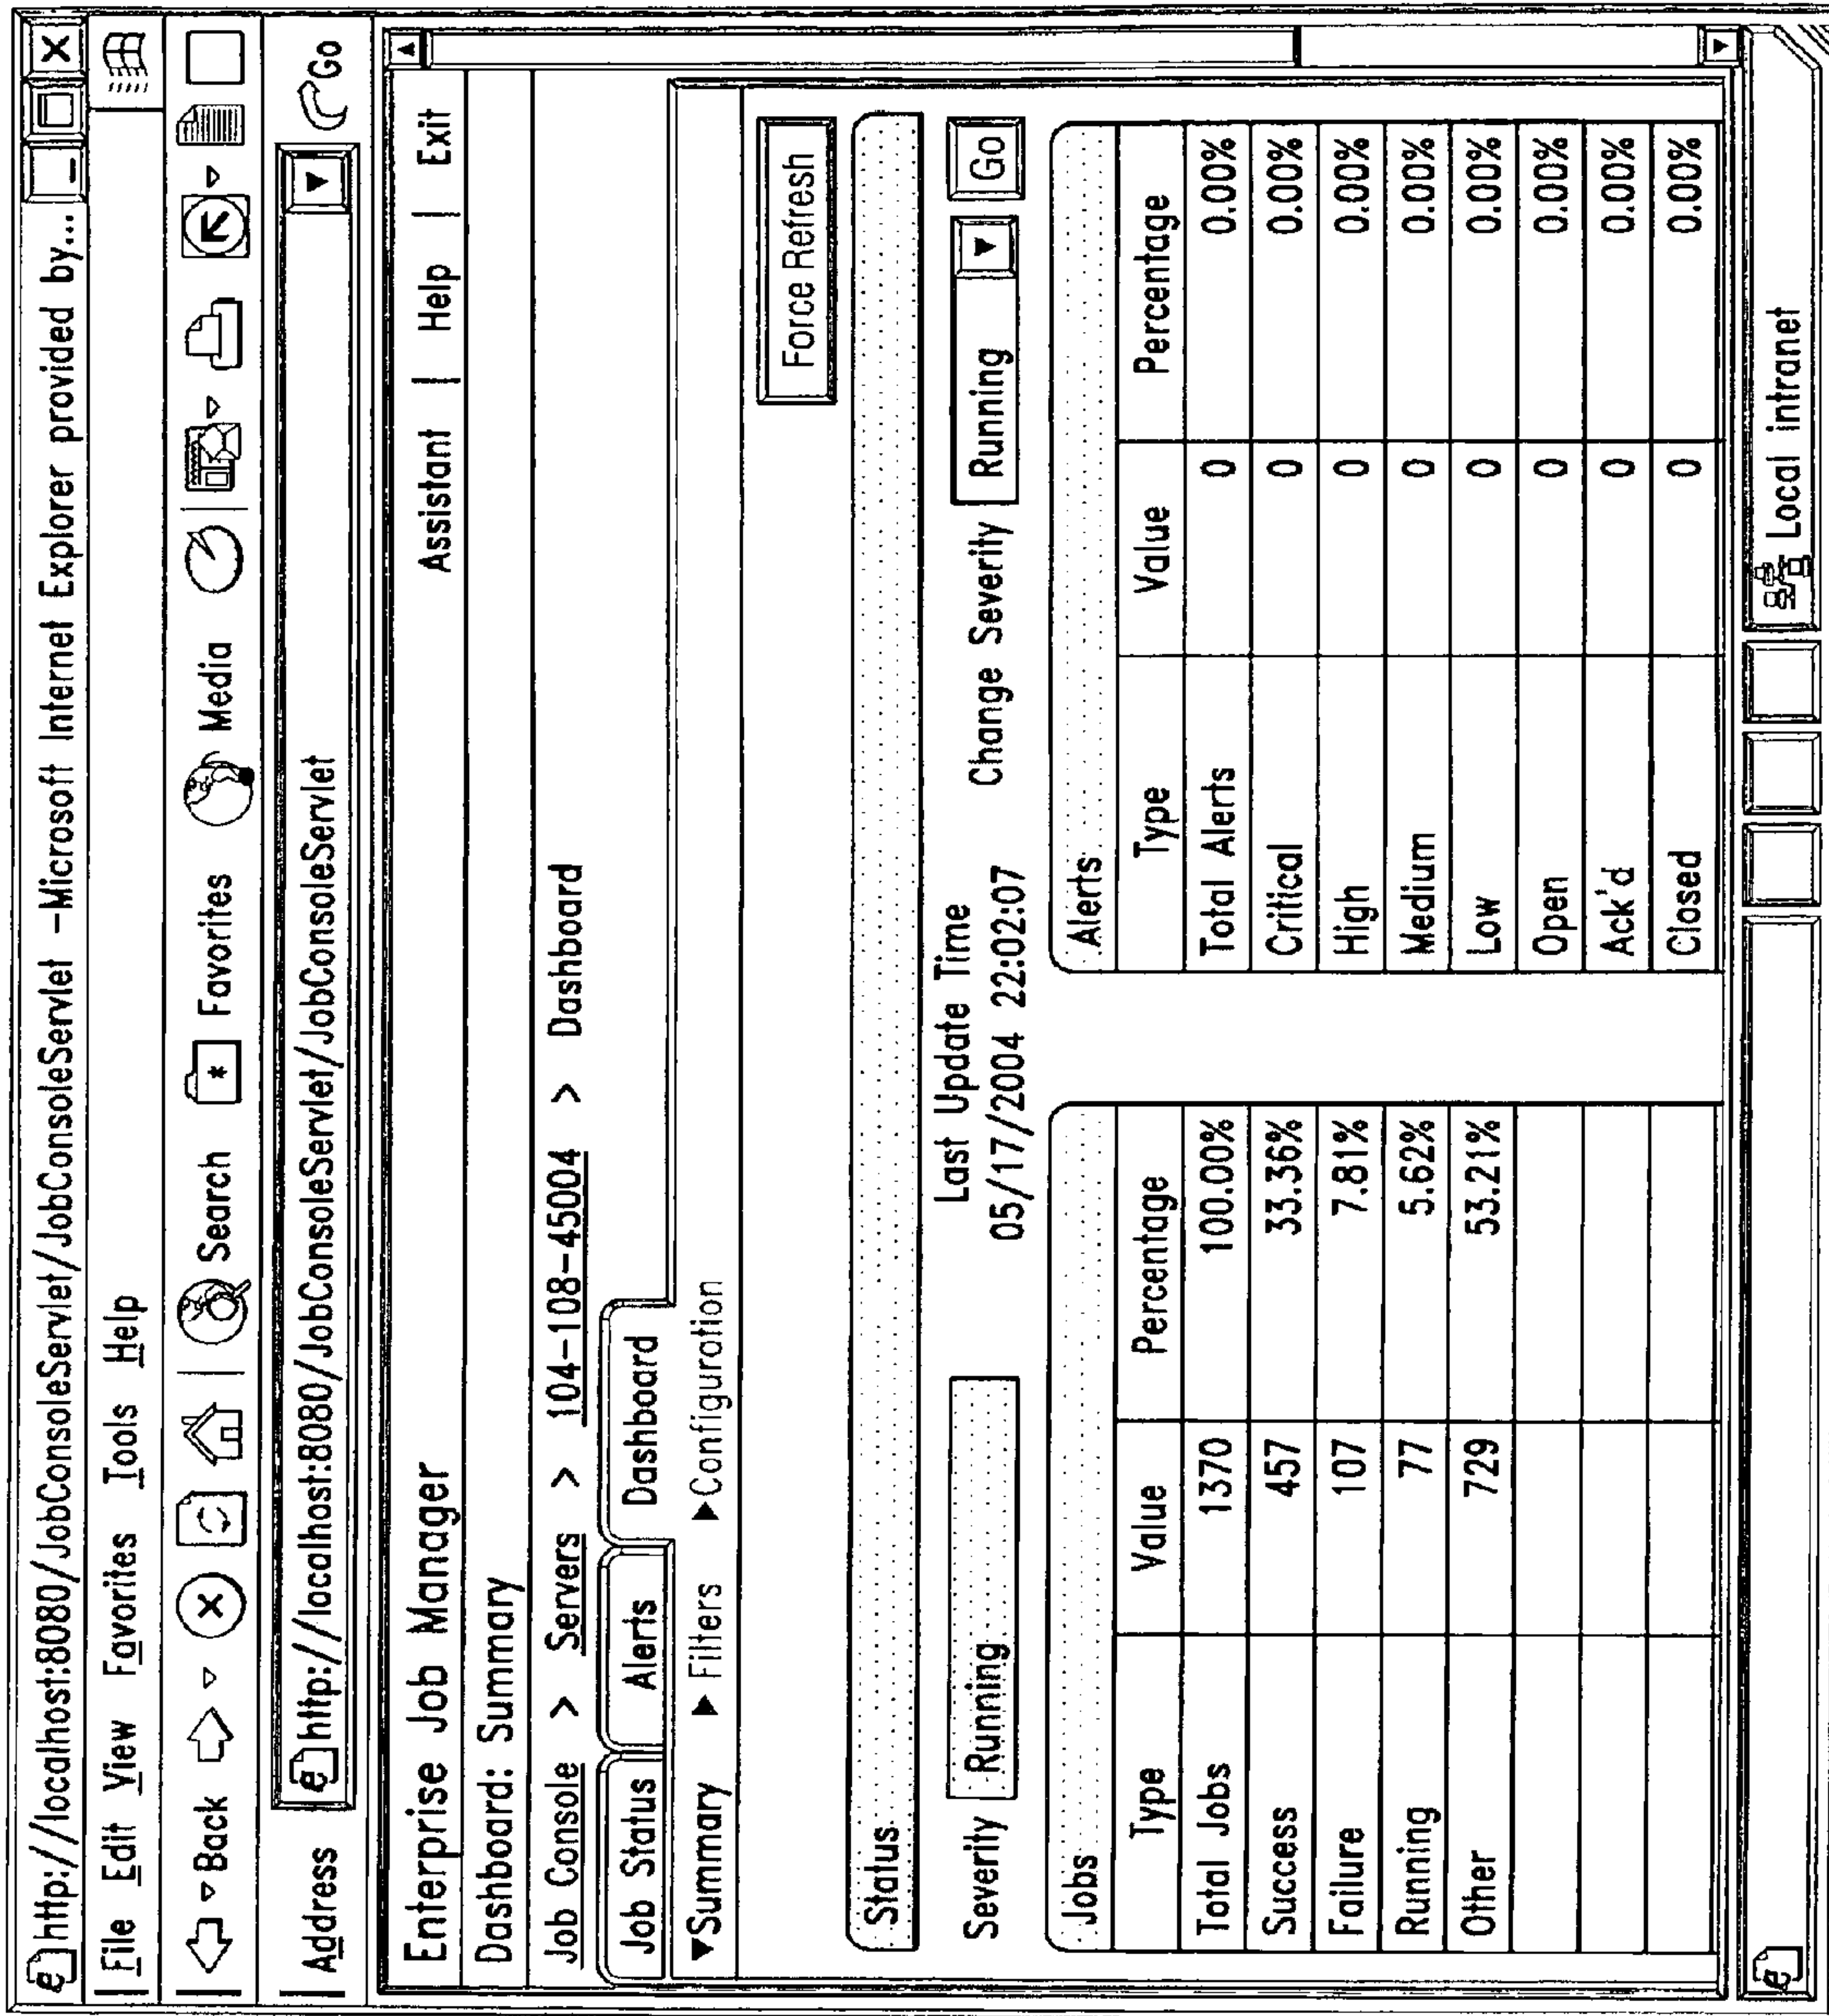 http://localhost:8080/JobConsoleServlet/JobConsoleServlet -Microsoft Internet Explorer provided by...
File Edit View Favorites Tools Help
Back Search Favorites Media
Address http://localhost:8080/JobConsoleServlet/JobConsoleServlet Go
Enterprise Job Manager Assistant | Help | Exit
Dashboard: Summary
Job Console > Servers > 104-108-45004 > Dashboard
Job Status Alerts Dashboard
▼Summary ▶ Filters ▶Configuration
Force Refresh
Status
Last Update Time
Severity Running 05/17/2004 22:02:07 Change Severity Running Go
Jobs Alerts
Type Value Percentage Type Value Percentage
Total Jobs 1370 100.00% Total Alerts 0 0.00%
Success 457 33.36% Critical 0 0.00%
Failure 107 7.81% High 0 0.00%
Running 77 5.62% Medium 0 0.00%
Other 729 53.21% Low 0 0.00%
Open 0 0.00%
Ack'd 0 0.00%
Closed 0 0.00%
Local intranet